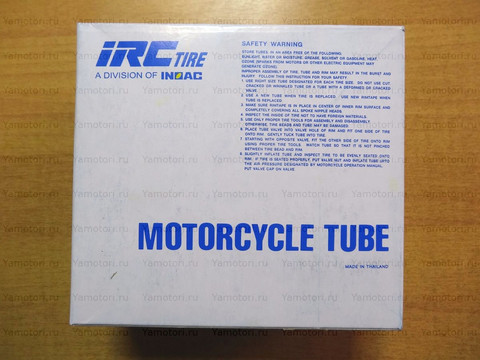 IRC TIRE
A DIVISION OF INOAC
SAFETY WARNING
STORE TUBES, IN AN AREA FREE OF THE FOLLOWING:
SUNLIGHT, WATER OR MOISTURE, GREASE, SOLVENT OR GASOLINE, HEAT
OZONE (SPARKS FROM MOTORS OR OTHER ELECTRIC EQUIPMENT MAY
GENERATE OZONE).
IMPROPER ASSEMBLY OF TIRE, TUBE AND RIM MAY RESULT IN THE BURST AND
INJURY. FOLLOW THIS INSTRUCTION FOR YOUR SAFETY.
1. USE RIGHT SIZE TUBE DESIGNATED FOR EACH TIRE SIZE. DO NOT USE CUT
CRACKED OR WRINKLED TUBE OR A TUBE WITH A DEFORMED OR CRACKED
VALVE.
2. USE A NEW TUBE WHEN TIRE IS REPLACED. USE NEW RIMTAPE WHEN
TUBE IS REPLACED.
3. MAKE SURE RIMTAPE IS IN PLACE IN CENTER OF INNER RIM SURFACE AND
COMPLETELY COVERING ALL SPOKE NIPPLE HEADS.
4. INSPECT THE INSIDE OF TIRE NOT TO HAVE FOREIGN MATERIALS.
5. USE ONLY PROPER TIRE TOOLS FOR ASSEMBLY AND DISASSEMBLY.
OTHERWISE, TIRE BEADS AND TUBE MAY BE DAMAGED.
6. PLACE TUBE VALVE INTO VALVE HOLE OF RIM AND FIT ONE SIDE OF TIRE
ONTO RIM. GENTLY TUCK TUBE INTO TIRE.
7. STARTING WITH OPPOSITE VALVE, FIT THE OTHER SIDE OF TIRE ONTO RIM
USING PROPER TIRE TOOLS. WATCH TUBE SO THAT IT IS NOT PINCHED
BETWEEN TIRE BEAD AND RIM.
8. SLIGHTLY INFLATE TUBE AND INSPECT TIRE TO BE EVENLY SEATED ONTO
RIM. IF TIRE IS SEATED PROPERLY, PUT VALVE NUT AND INFLATE TUBE UPTO
THE AIR PRESSURE DESIGNATED BY MOTORCYCLE OPERATION MANUAL.
PUT VALVE CAP ON VALVE.
MOTORCYCLE TUBE
MADE IN THAILAND
Yamotori.ru